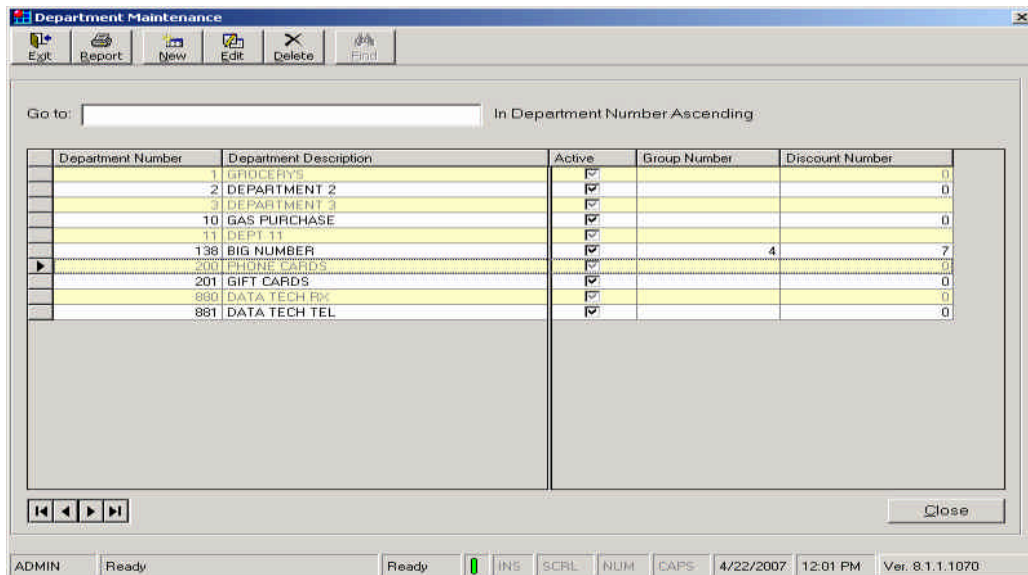 Department Maintenance
Exit Report New Edit Delete Find
Go to: In Department Number Ascending
Department Number Department Description Active Group Number Discount Number
1 GROCERY'S 0
2 DEPARTMENT 2 0
3 DEPARTMENT 3
10 GAS PURCHASE 0
11 DEPT 11
138 BIG NUMBER 4 7
200 PHONE CARDS 0
201 GIFT CARDS 0
880 DATA TECH RX 0
881 DATA TECH TEL 0
Close
ADMIN Ready Ready INS SCRL NUM CAPS 4/22/2007 12:01 PM Ver. 8.1.1.1070